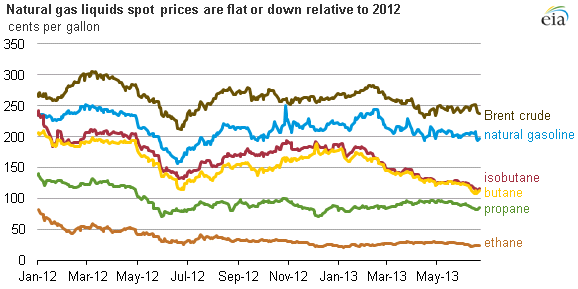 Natural gas liquids spot prices are flat or down relative to 2012
cents per gallon
eia
350
300
250
200
150
100
50
0
Brent crude
natural gasoline
isobutane
butane
propane
ethane
Jan-12 Mar-12 May-12 Jul-12 Sep-12 Nov-12 Jan-13 Mar-13 May-13